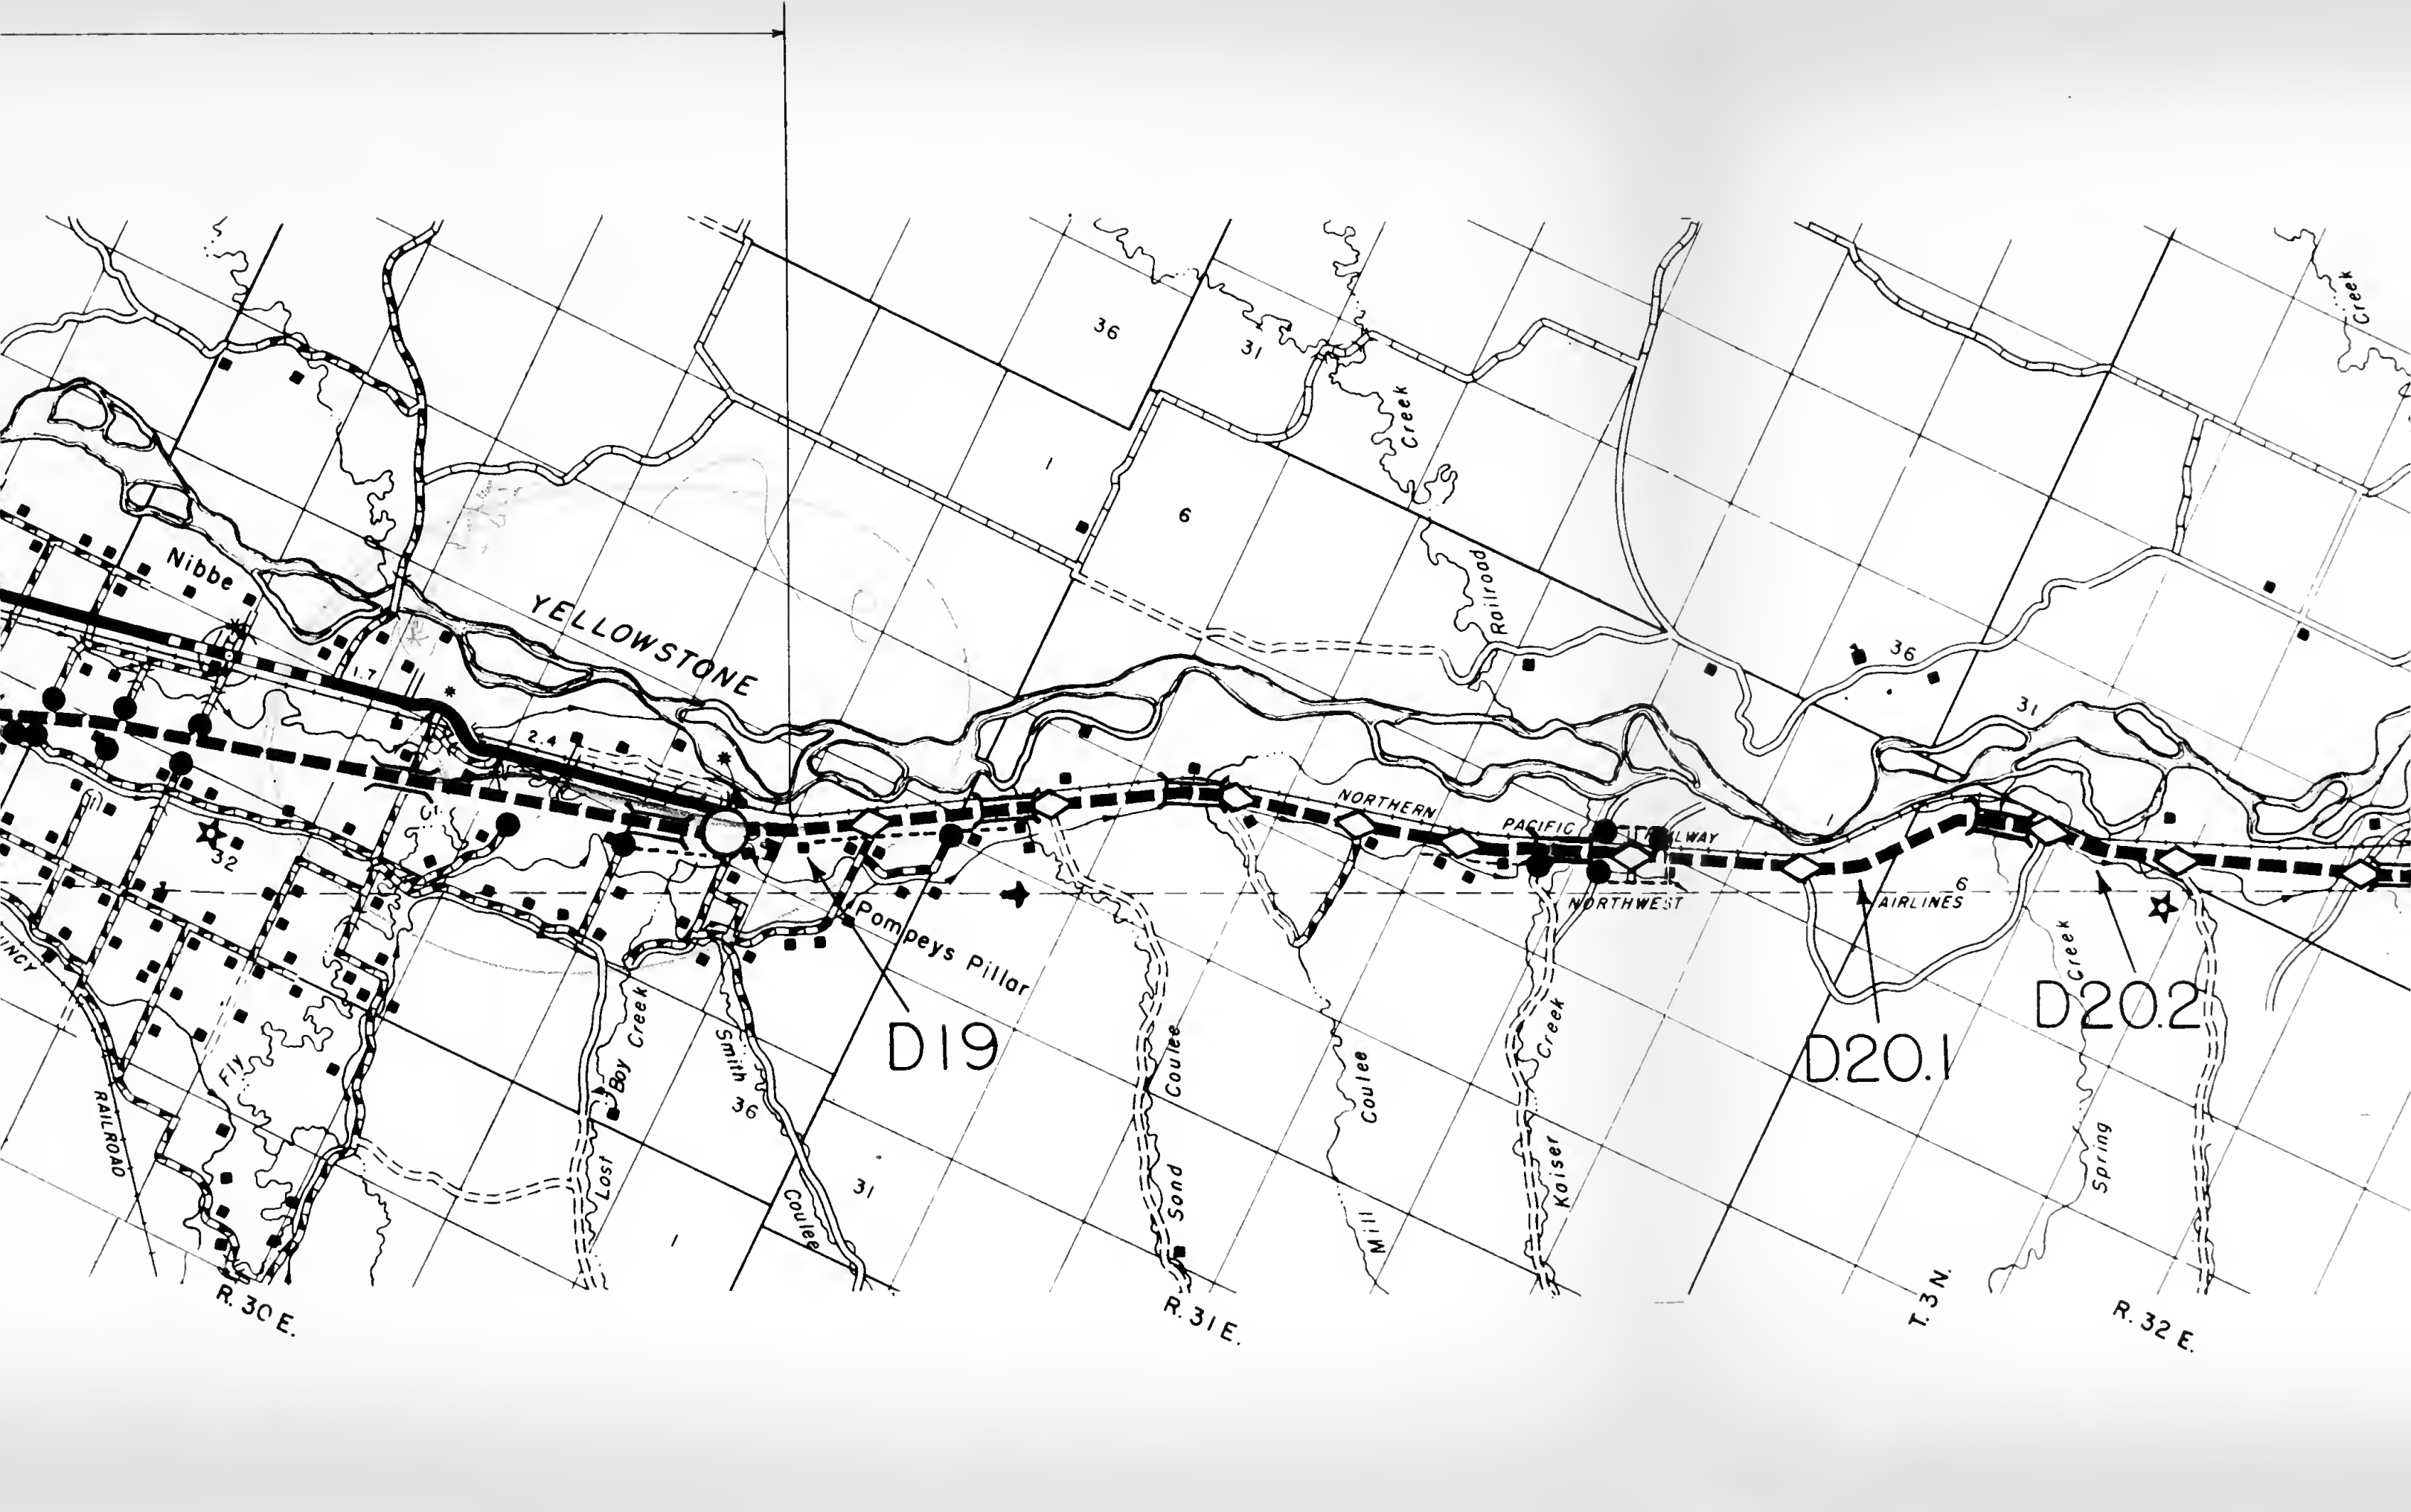 36
31
Creek
Creek
1
6
Nibbe
YELLOWSTONE
Railroad
36
31
1.7
2.4
NORTHERN
PACIFIC
RAILWAY
1
32
6
NORTHWEST
AIRLINES
Pompeys Pillar
D19
D20.1
D20.2
Creek
Spring
RAILROAD
Fly
Boy Creek
Lost
Smith
36
Coulee
31
1
Coulee
Sand
Coulee
Mill
Creek
Kaiser
R. 30 E.
R. 31 E.
T. 3 N.
R. 32 E.